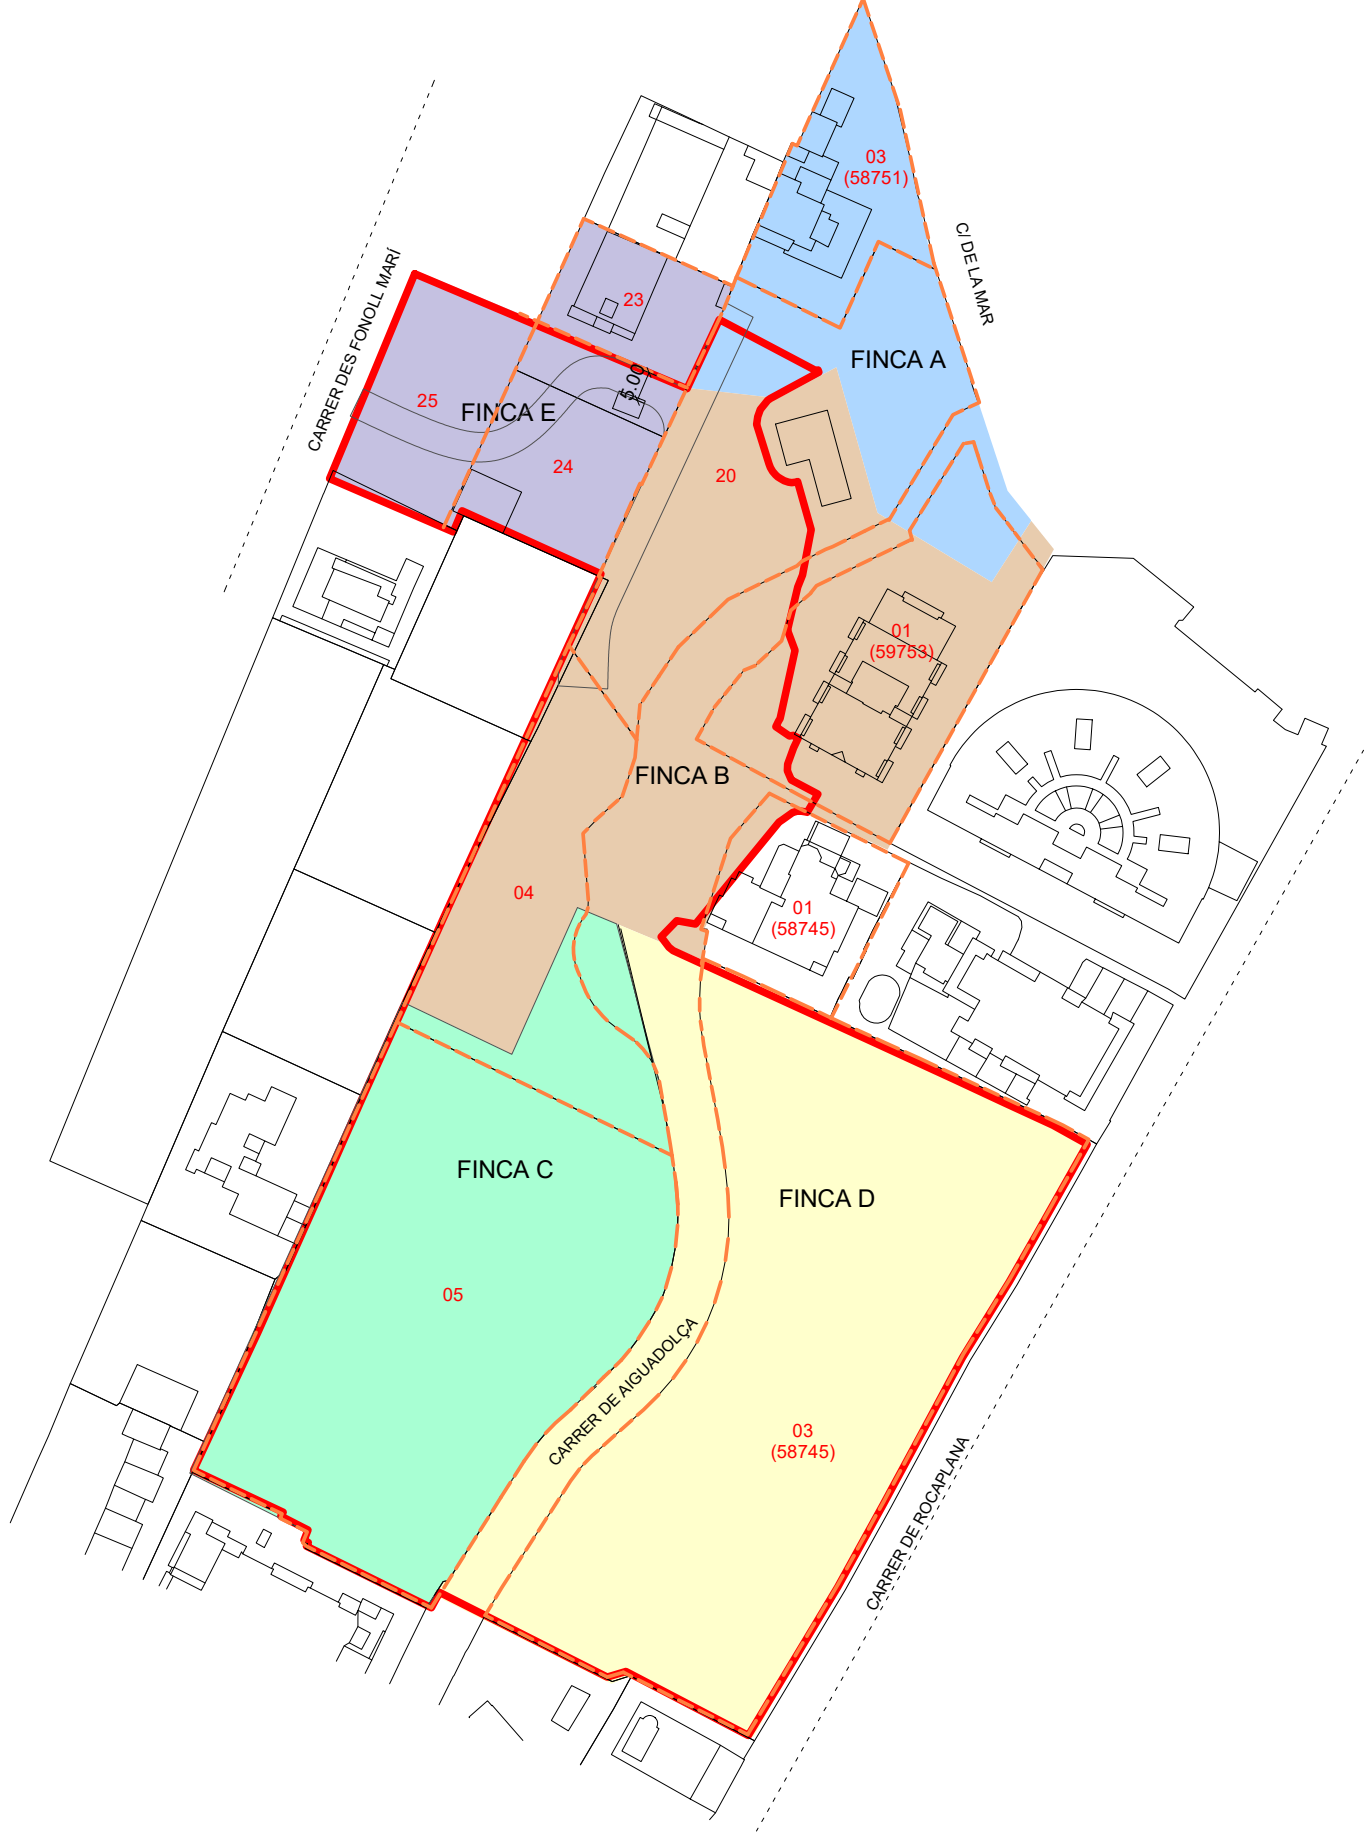 03
(58751)
C/ DE LA MAR
CARRER DES FONOLL MARÍ
23
FINCA A
5.00
25
FINCA E
24
20
01
(59753)
FINCA B
04
01
(58745)
FINCA C
FINCA D
05
CARRER DE AIGUADOLÇA
03
(58745)
CARRER DE ROCAPLANA